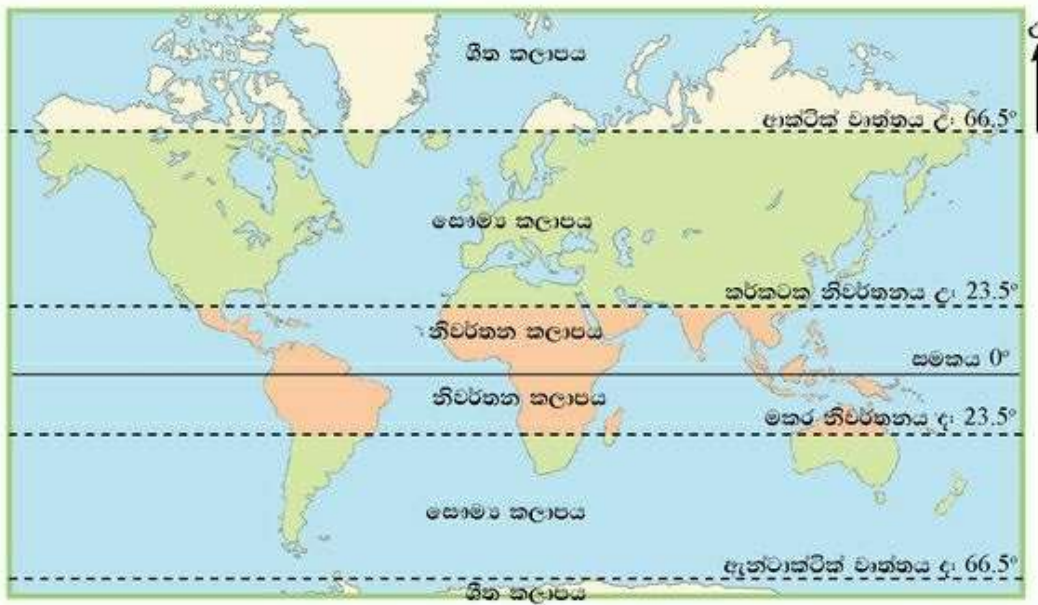 ශීත කලාපය
උ
ආක්ටික් වෘත්තය උ: 66.5°
සෞම්‍ය කලාපය
කර්කටක නිවර්තනය උ: 23.5°
නිවර්තන කලාපය
සමකය 0°
නිවර්තන කලාපය
මකර නිවර්තනය ද: 23.5°
සෞම්‍ය කලාපය
ඇන්ටාක්ටික් වෘත්තය ද: 66.5°
ශීත කලාපය